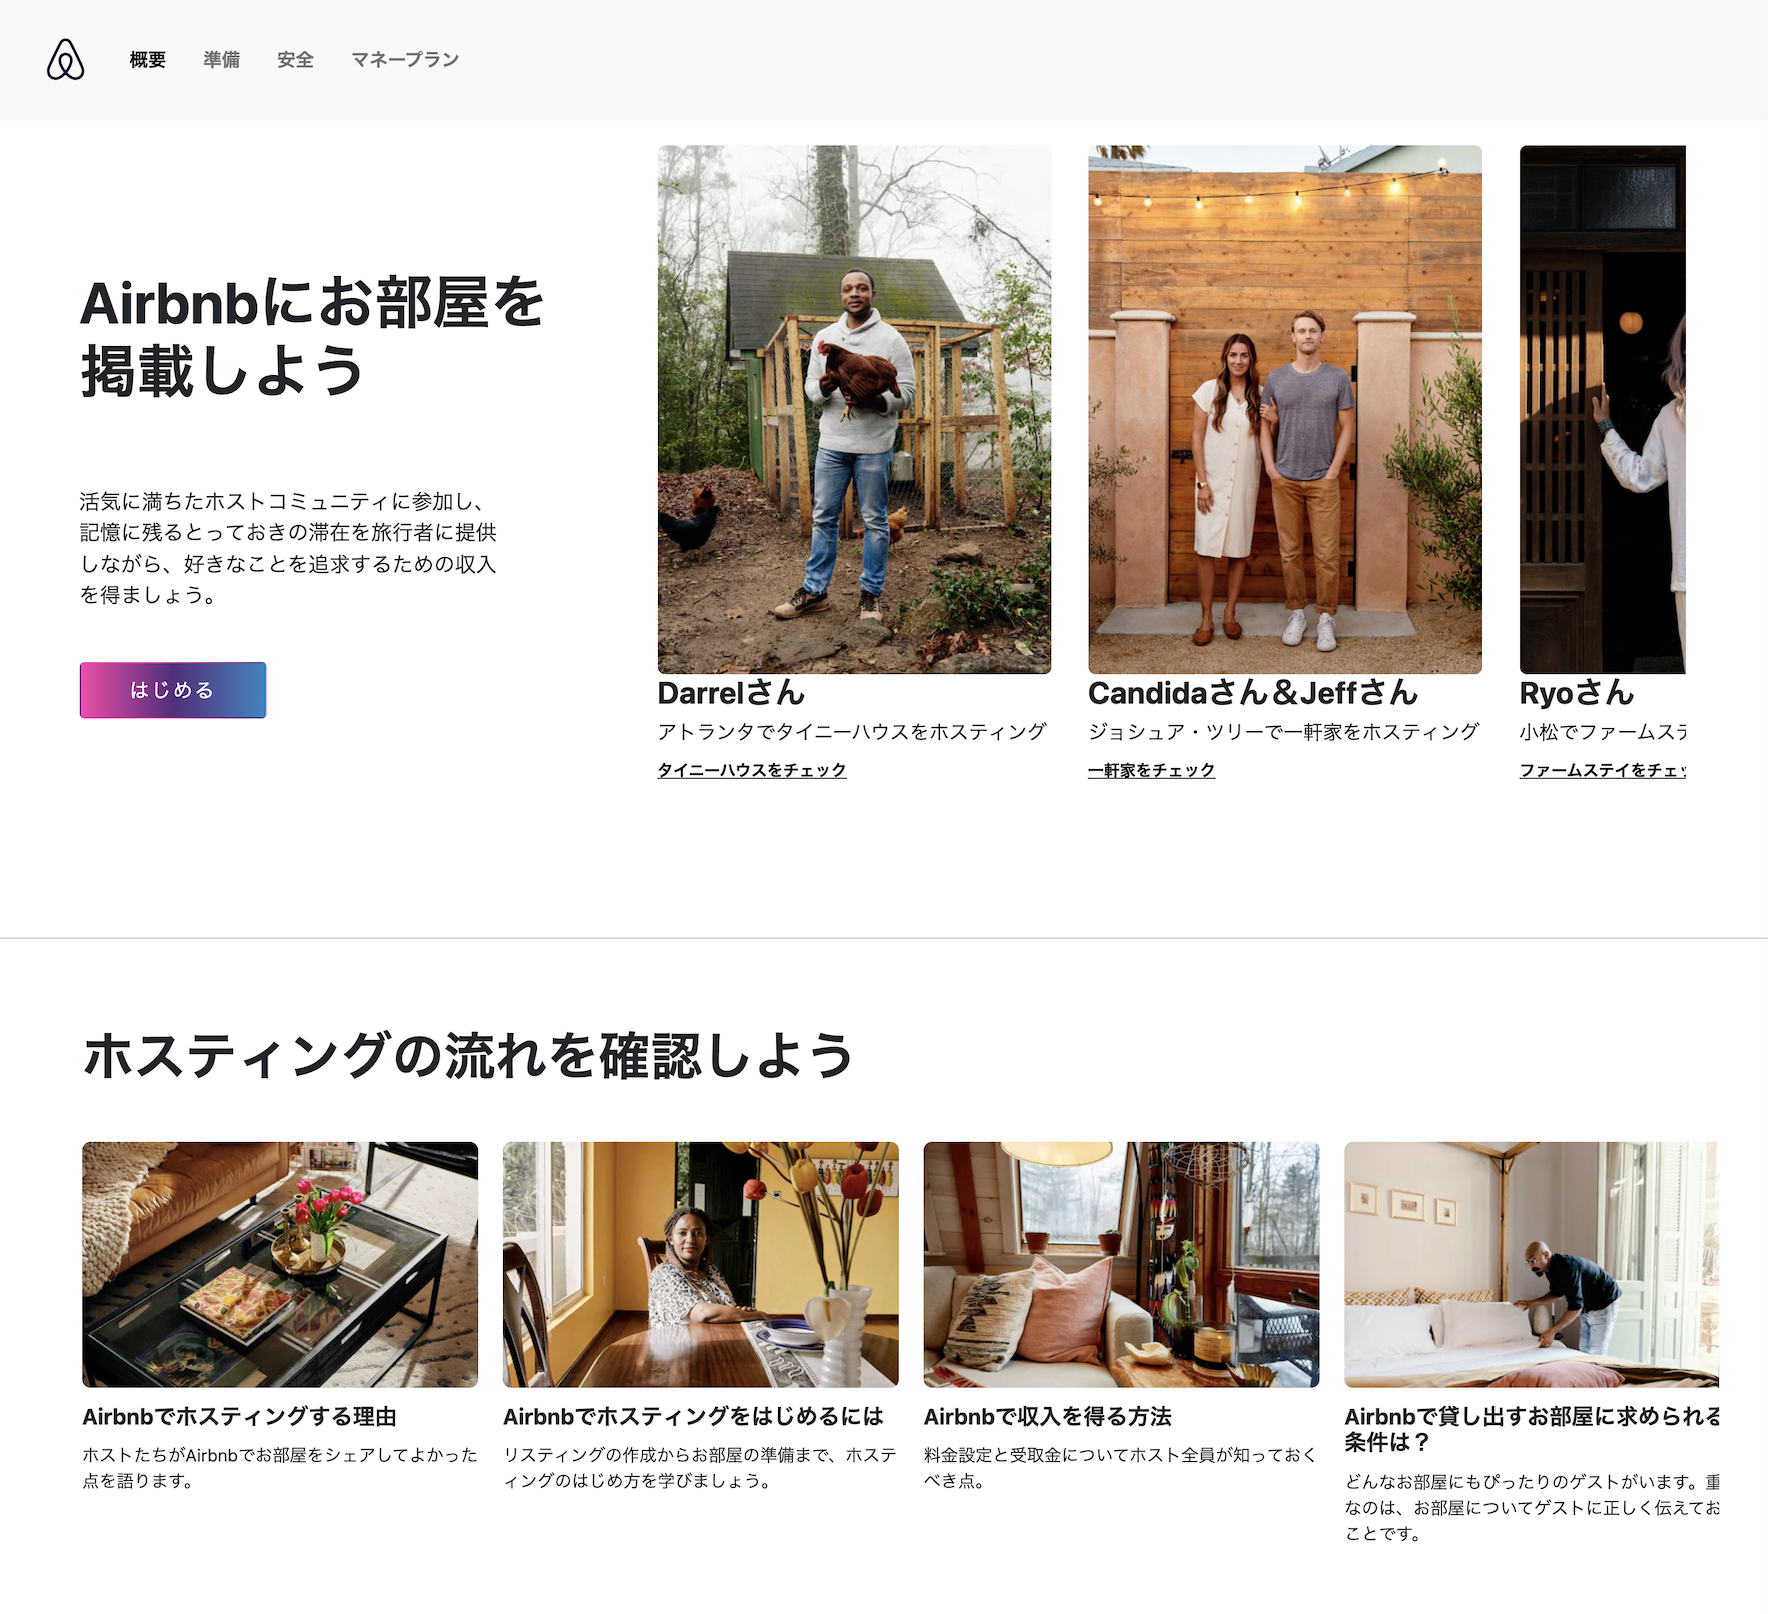 概要 準備 安全 マネープラン
Airbnbにお部屋を
掲載しよう
活気に満ちたホストコミュニティに参加し、
記憶に残るとっておきの滞在を旅行者に提供
しながら、好きなことを追求するための収入
を得ましょう。
はじめる
Darrelさん
アトランタでタイニーハウスをホスティング
タイニーハウスをチェック
Candidaさん＆Jeffさん
ジョシュア・ツリーで一軒家をホスティング
一軒家をチェック
Ryoさん
小松でファームステ
ファームステイをチェッ
ホスティングの流れを確認しよう
Airbnbでホスティングする理由
ホストたちがAirbnbでお部屋をシェアしてよかった
点を語ります。
Airbnbでホスティングをはじめるには
リスティングの作成からお部屋の準備まで、ホステ
ィングのはじめ方を学びましょう。
Airbnbで収入を得る方法
料金設定と受取金についてホスト全員が知っておく
べき点。
Airbnbで貸し出すお部屋に求められる
条件は？
どんなお部屋にもぴったりのゲストがいます。重
なのは、お部屋についてゲストに正しく伝えてお
ことです。